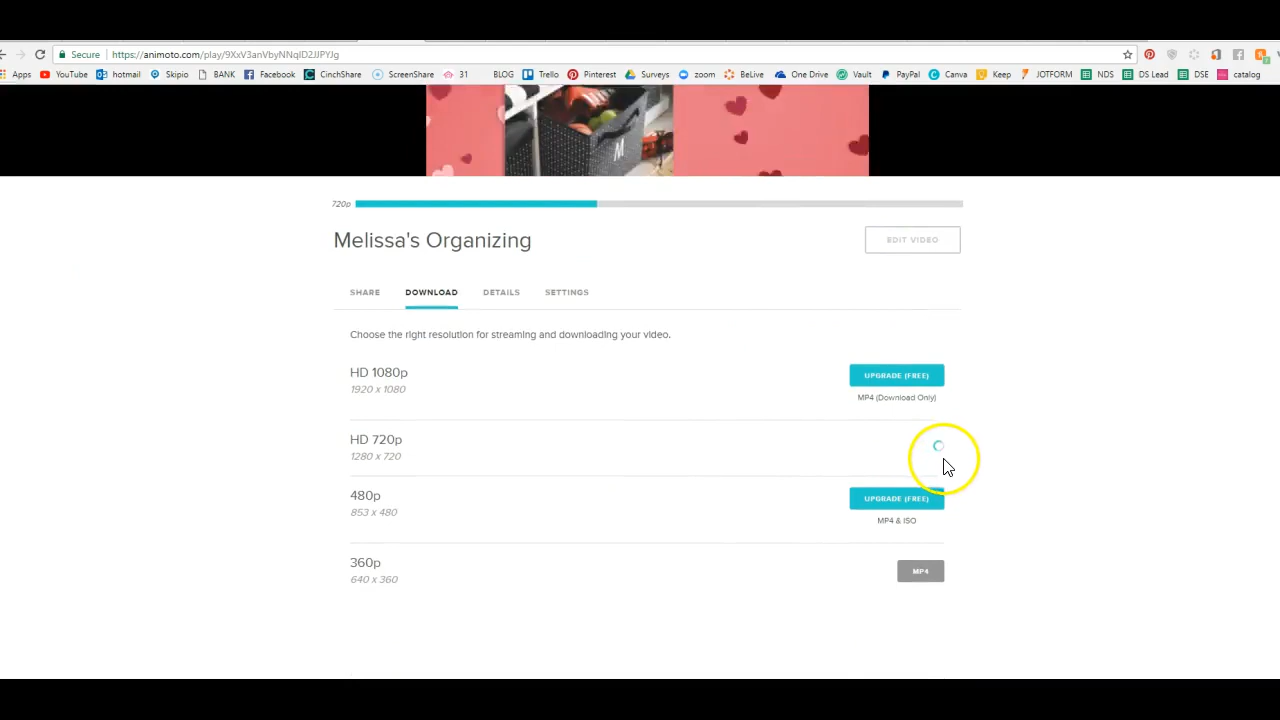 Secure https://animoto.com/play/9XxV3anVbyNNqID2JJPYJg
Apps YouTube hotmail Skipio BANK Facebook CinchShare ScreenShare 31 BLOG Trello Pinterest Surveys zoom BeLive One Drive Vault PayPal Canva Keep JOTFORM NDS DS Lead DSE catalog
M
720p
Melissa's Organizing
EDIT VIDEO
SHARE DOWNLOAD DETAILS SETTINGS
Choose the right resolution for streaming and downloading your video.
HD 1080p
1920 x 1080
UPGRADE (FREE)
MP4 (Download Only)
HD 720p
1280 x 720
480p
853 x 480
UPGRADE (FREE)
MP4 & ISO
360p
640 x 360
MP4